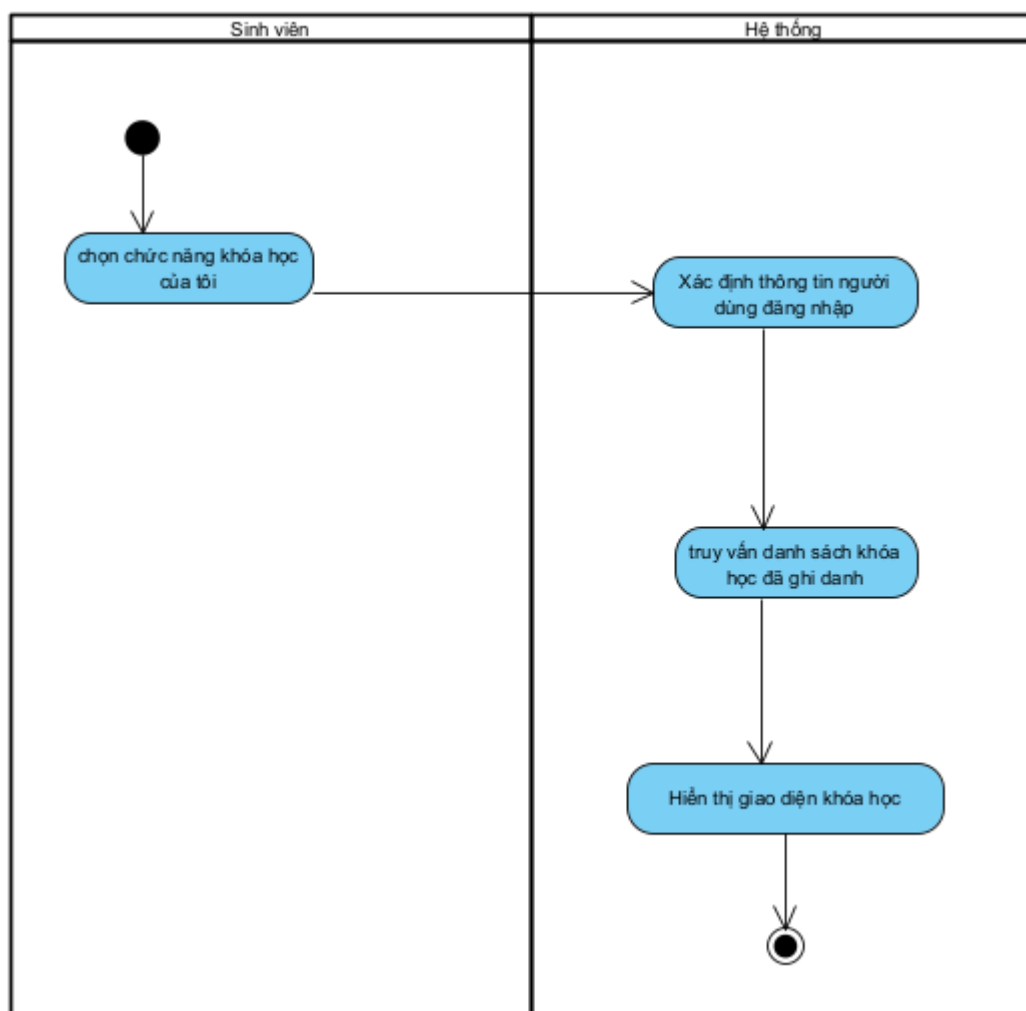 Sinh viên
Hệ thống
chọn chức năng khóa học
của tôi
Xác định thông tin người
dùng đăng nhập
truy vấn danh sách khóa
học đã ghi danh
Hiển thị giao diện khóa học